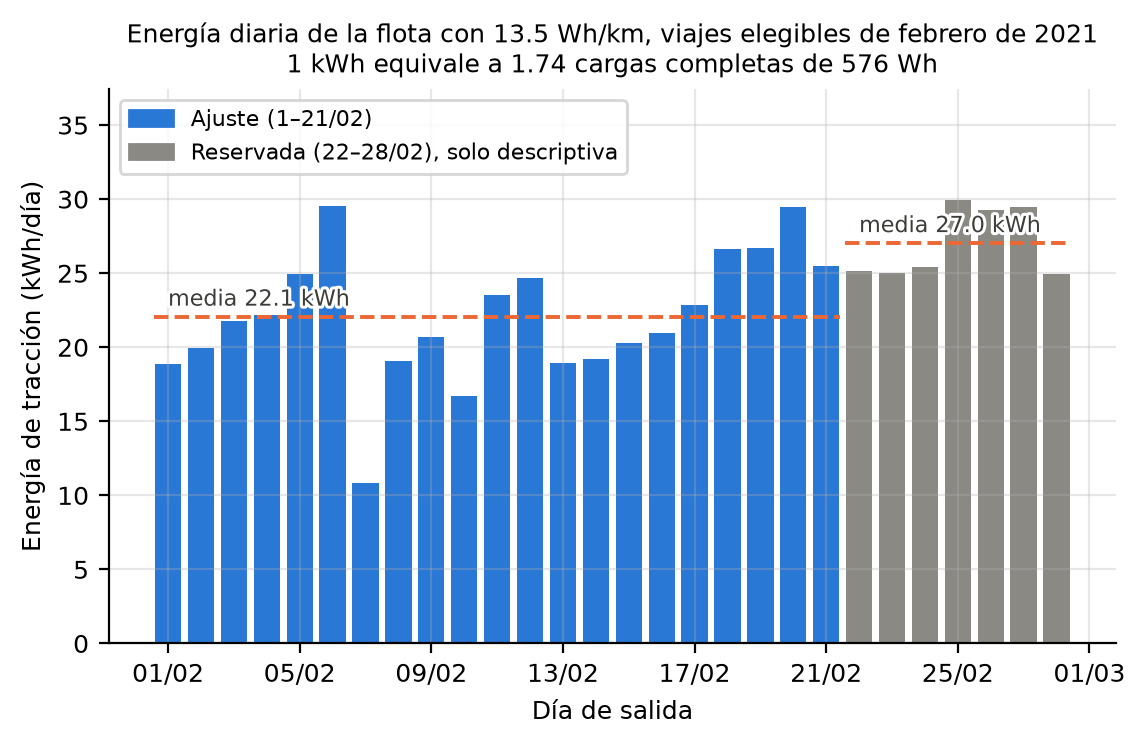 Energía diaria de la flota con 13.5 Wh/km, viajes elegibles de febrero de 2021
1 kWh equivale a 1.74 cargas completas de 576 Wh
Ajuste (1–21/02)
Reservada (22–28/02), solo descriptiva
media 22.1 kWh
media 27.0 kWh
Energía de tracción (kWh/día)
35
30
25
20
15
10
5
0
01/02
05/02
09/02
13/02
17/02
21/02
25/02
01/03
Día de salida